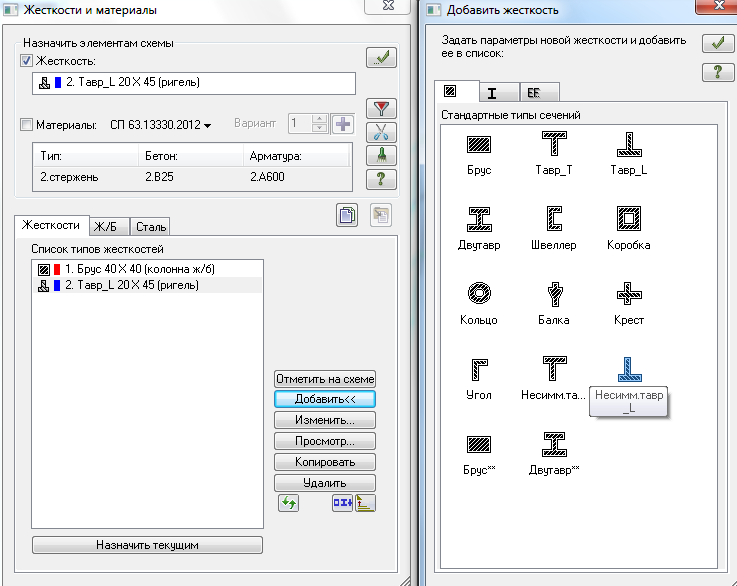 Жесткости и материалы
Назначить элементам схемы
Жесткость:
2. Тавр_L 20 X 45 (ригель)
Материалы: СП 63.13330.2012 Вариант 1
Тип: Бетон: Арматура:
2.стержень 2.B25 2.A600
Жесткости Ж/Б Сталь
Список типов жесткостей
1. Брус 40 X 40 (колонна ж/б)
2. Тавр_L 20 X 45 (ригель)
Отметить на схеме
Добавить<<
Изменить...
Просмотр...
Копировать
Удалить
Назначить текущим
Добавить жесткость
Задать параметры новой жесткости и добавить
ее в список:
Стандартные типы сечений
Брус Тавр_T Тавр_L
Двутавр Швеллер Коробка
Кольцо Балка Крест
Угол Несимм.та... Несимм.тавр
_L
Брус** Двутавр**